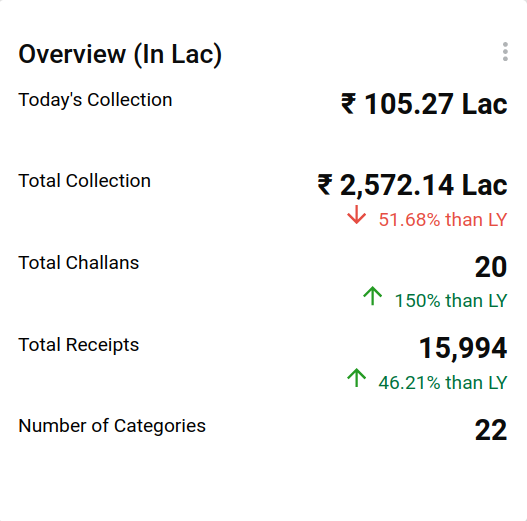 Overview (In Lac)
Today's Collection ₹ 105.27 Lac
Total Collection ₹ 2,572.14 Lac
51.68% than LY
Total Challans 20
150% than LY
Total Receipts 15,994
46.21% than LY
Number of Categories 22